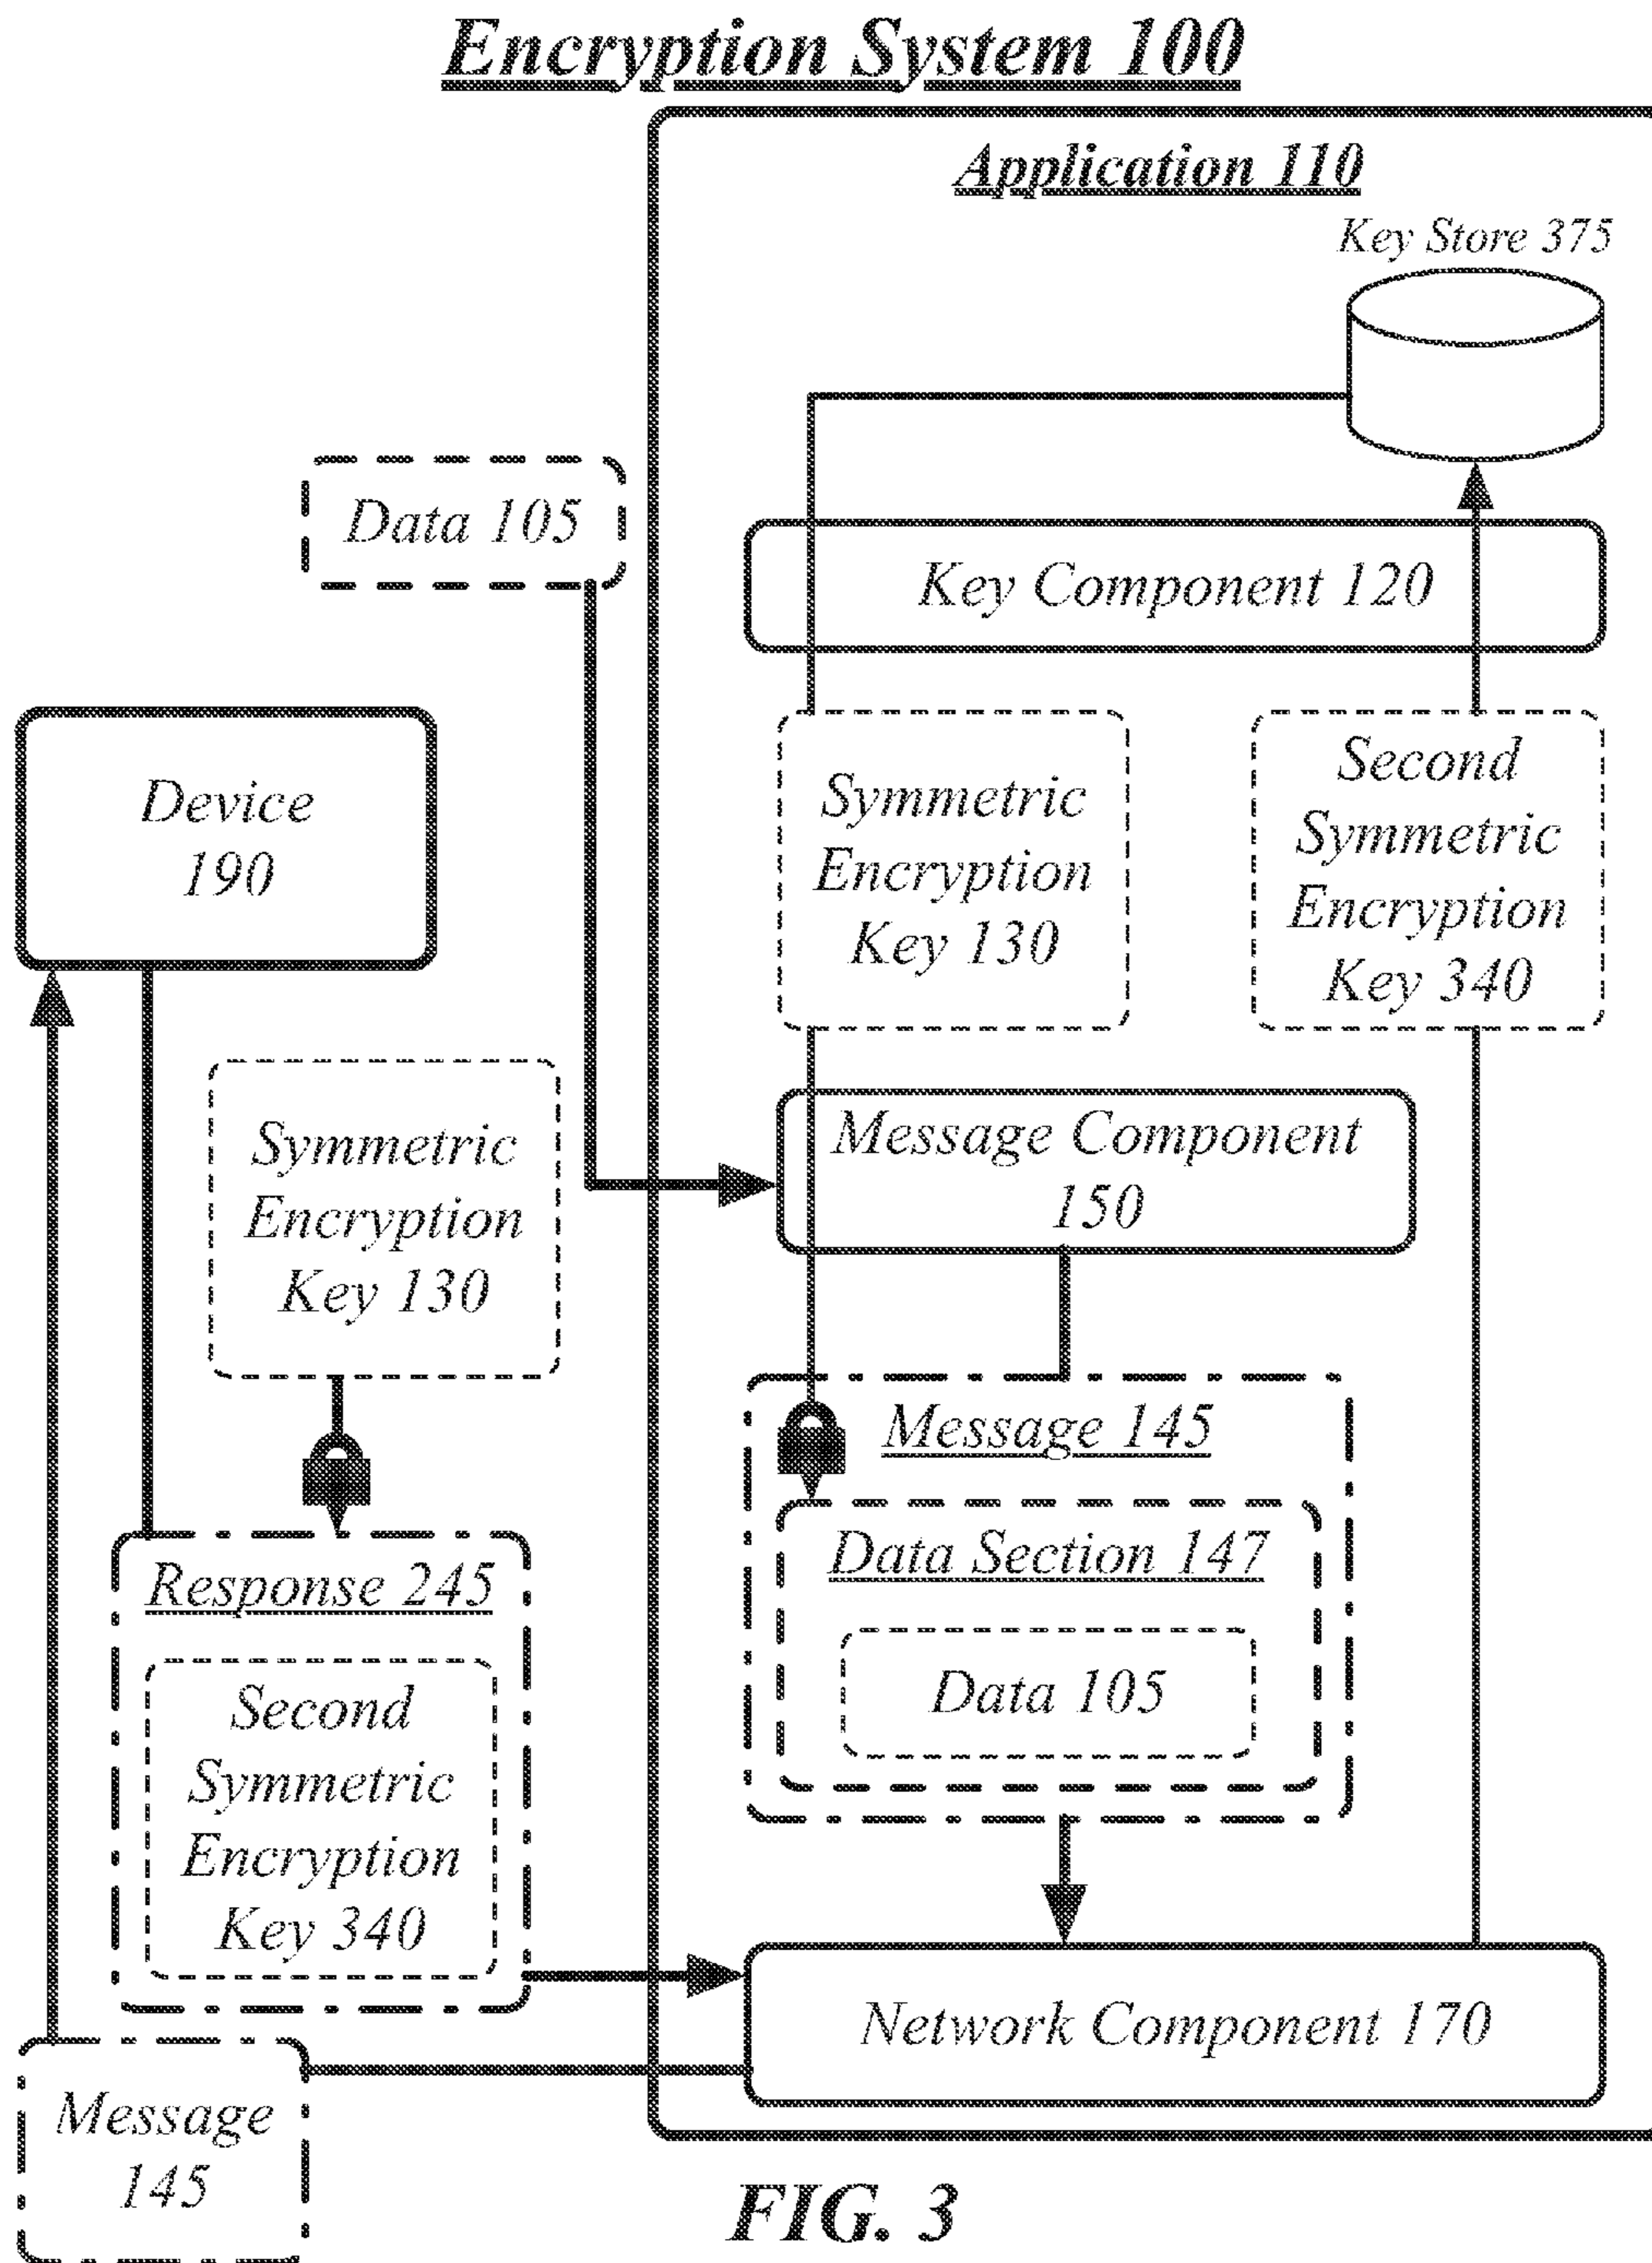 Encryption System 100
Application 110
Key Store 375
Data 105
Key Component 120
Device
190
Symmetric
Encryption
Key 130
Second
Symmetric
Encryption
Key 340
Symmetric
Encryption
Key 130
Message Component
150
Message 145
Data Section 147
Data 105
Response 245
Second
Symmetric
Encryption
Key 340
Network Component 170
Message
145
FIG. 3